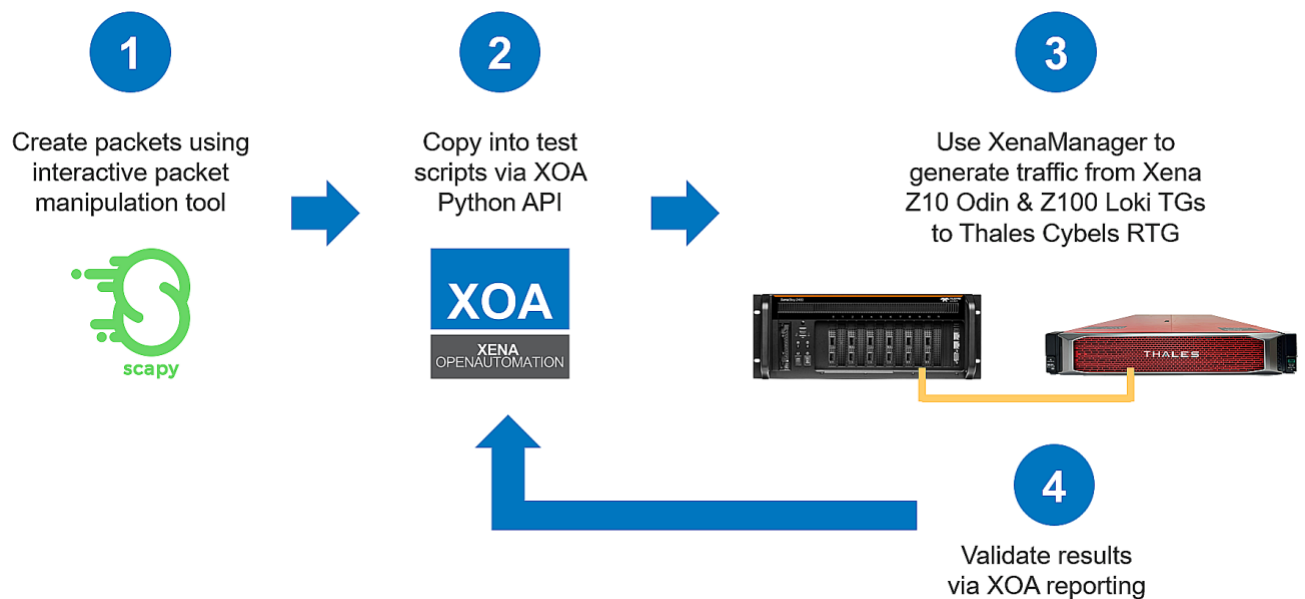 1
Create packets using
interactive packet
manipulation tool
scapy
2
Copy into test
scripts via XOA
Python API
XOA
XENA
OPENAUTOMATION
3
Use XenaManager to
generate traffic from Xena
Z10 Odin & Z100 Loki TGs
to Thales Cybels RTG
THALES
4
Validate results
via XOA reporting